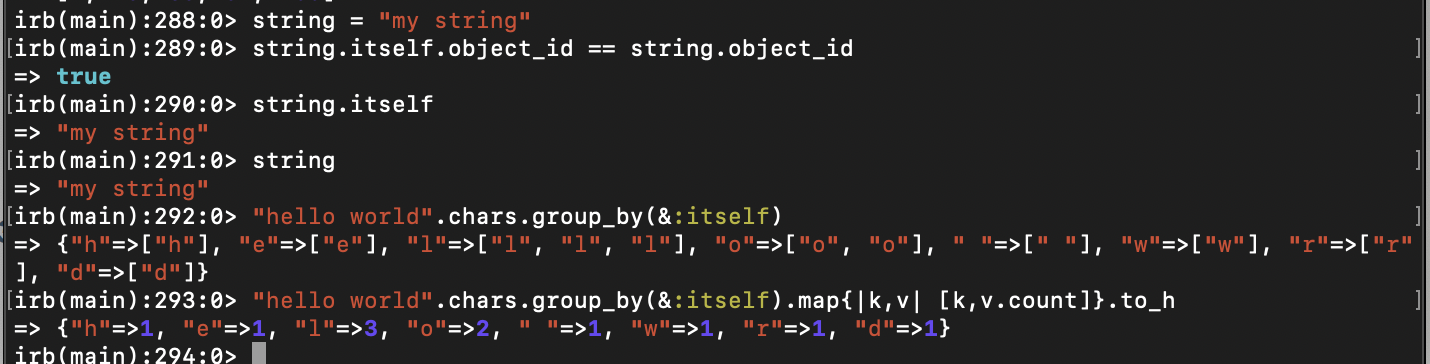 irb(main):288:0> string = "my string"
[irb(main):289:0> string.itself.object_id == string.object_id ]
=> true
[irb(main):290:0> string.itself ]
=> "my string"
[irb(main):291:0> string ]
=> "my string"
[irb(main):292:0> "hello world".chars.group_by(&:itself) ]
=> {"h"=>["h"], "e"=>["e"], "l"=>["l", "l", "l"], "o"=>["o", "o"], " "=>[" "], "w"=>["w"], "r"=>["r"
], "d"=>["d"]}
[irb(main):293:0> "hello world".chars.group_by(&:itself).map{|k,v| [k,v.count]}.to_h ]
=> {"h"=>1, "e"=>1, "l"=>3, "o"=>2, " "=>1, "w"=>1, "r"=>1, "d"=>1}
irb(main):294:0>